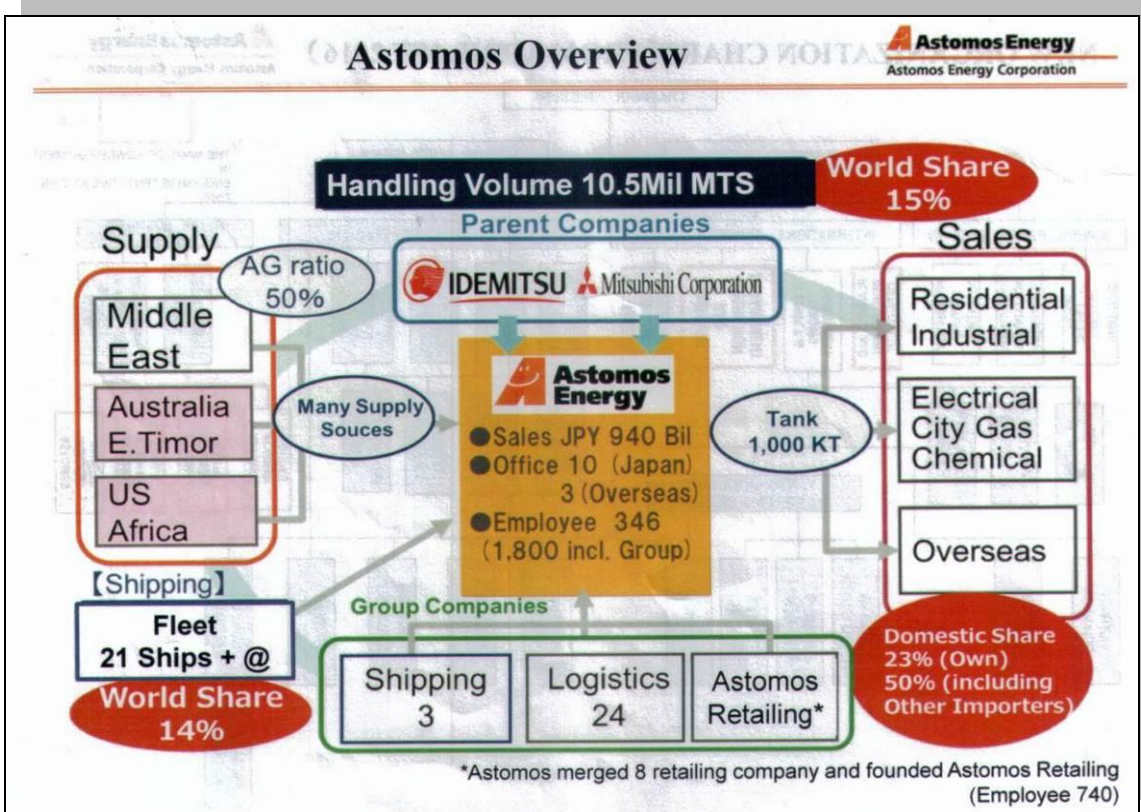 Astomos Overview
Astomos Energy
Astomos Energy Corporation
Handling Volume 10.5Mil MTS
World Share
15%
Parent Companies
IDEMITSU
Mitsubishi Corporation
Supply
AG ratio
50%
Middle
East
Australia
E.Timor
US
Africa
Many Supply
Souces
Astomos
Energy
●Sales JPY 940 Bil
●Office 10 (Japan)
3 (Overseas)
●Employee 346
(1,800 incl. Group)
Tank
1,000 KT
Sales
Residential
Industrial
Electrical
City Gas
Chemical
Overseas
【Shipping】
Fleet
21 Ships + @
World Share
14%
Group Companies
Shipping
3
Logistics
24
Astomos
Retailing*
Domestic Share
23% (Own)
50% (including
Other Importers)
*Astomos merged 8 retailing company and founded Astomos Retailing
(Employee 740)